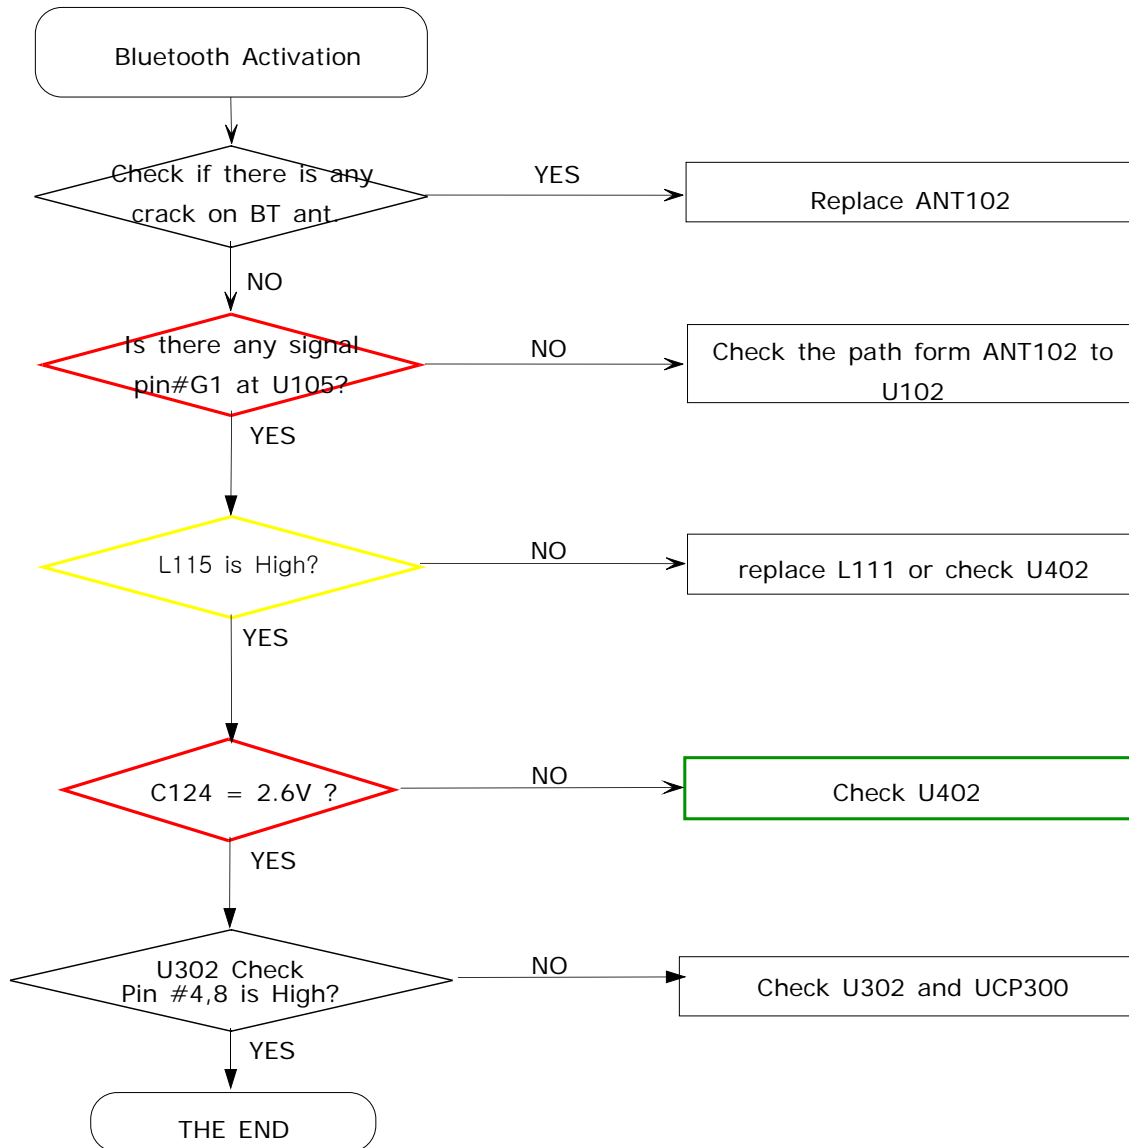 Bluetooth Activation
Check if there is any
crack on BT ant.
YES
Replace ANT102
NO
Is there any signal
pin#G1 at U105?
NO
Check the path form ANT102 to
U102
YES
L115 is High?
NO
replace L111 or check U402
YES
C124 = 2.6V ?
NO
Check U402
YES
U302 Check
Pin #4,8 is High?
NO
Check U302 and UCP300
YES
THE END